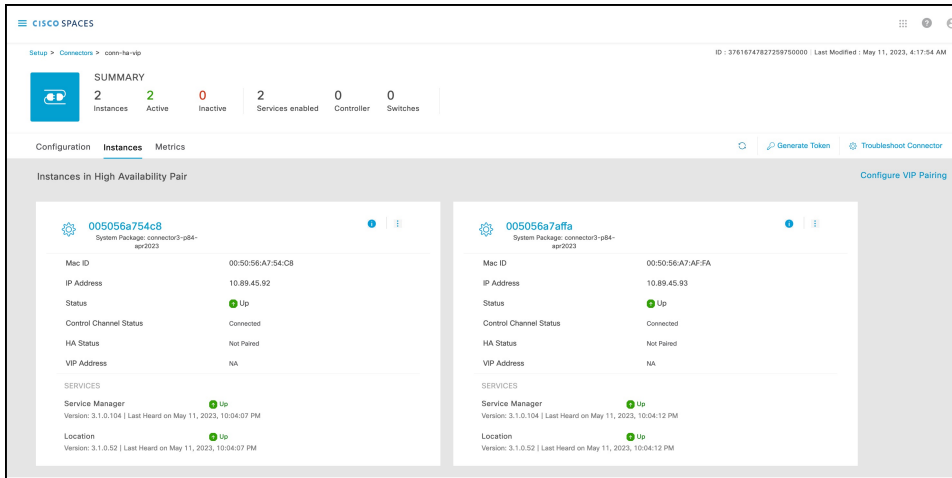 CISCO SPACES
Setup > Connectors > conn-ha-vip
ID : 37616747827259750000 | Last Modified : May 11, 2023, 4:17:54 AM
SUMMARY
2 2 0 2 0 0
Instances Active Inactive Services enabled Controller Switches
Configuration Instances Metrics
Generate Token Troubleshoot Connector
Instances in High Availability Pair
Configure VIP Pairing
005056a754c8
System Package: connector3-p84-
apr2023
Mac ID 00:50:56:A7:54:C8
IP Address 10.89.45.92
Status Up
Control Channel Status Connected
HA Status Not Paired
VIP Address NA
SERVICES
Service Manager Up
Version: 3.1.0.104 | Last Heard on May 11, 2023, 10:04:07 PM
Location Up
Version: 3.1.0.52 | Last Heard on May 11, 2023, 10:04:07 PM
005056a7affa
System Package: connector3-p84-
apr2023
Mac ID 00:50:56:A7:AF:FA
IP Address 10.89.45.93
Status Up
Control Channel Status Connected
HA Status Not Paired
VIP Address NA
SERVICES
Service Manager Up
Version: 3.1.0.104 | Last Heard on May 11, 2023, 10:04:12 PM
Location Up
Version: 3.1.0.52 | Last Heard on May 11, 2023, 10:04:12 PM